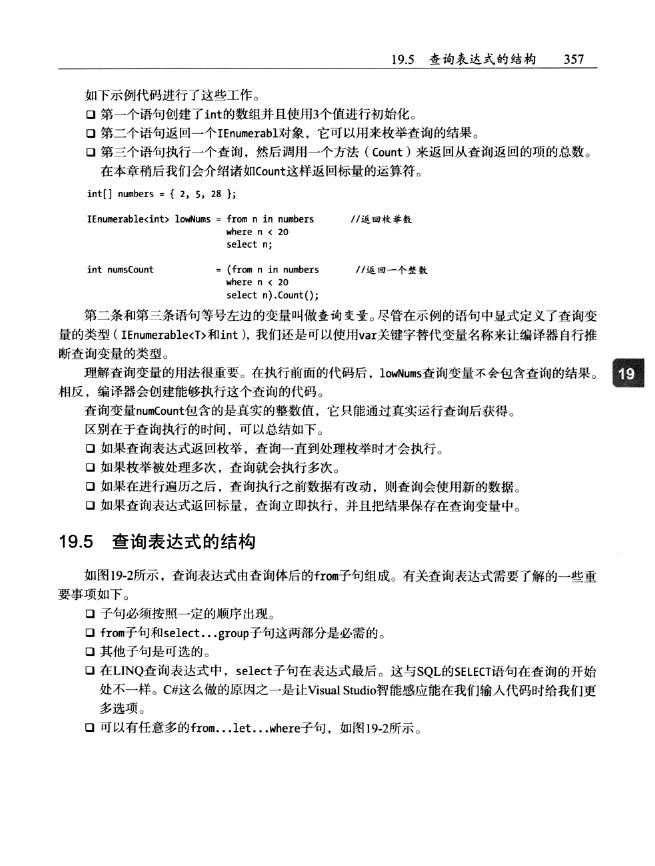 19.5 查询表达式的结构 357
如下示例代码进行了这些工作。
❑ 第一个语句创建了int的数组并且使用3个值进行初始化。
❑ 第二个语句返回一个IEnumerabl对象，它可以用来枚举查询的结果。
❑ 第三个语句执行一个查询，然后调用一个方法（Count）来返回从查询返回的项的总数。
在本章稍后我们会介绍诸如Count这样返回标量的运算符。
int[] numbers = { 2, 5, 28 };
IEnumerable<int> lowNums = from n in numbers //返回枚举数
where n < 20
select n;
int numsCount = (from n in numbers //返回一个整数
where n < 20
select n).Count();
第二条和第三条语句等号左边的变量叫做查询变量。尽管在示例的语句中显式定义了查询变
量的类型（IEnumerable<T>和int），我们还是可以使用var关键字替代变量名称来让编译器自行推
断查询变量的类型。
理解查询变量的用法很重要。在执行前面的代码后，lowNums查询变量不会包含查询的结果。
19
相反，编译器会创建能够执行这个查询的代码。
查询变量numCount包含的是真实的整数值，它只能通过真实运行查询后获得。
区别在于查询执行的时间，可以总结如下。
❑ 如果查询表达式返回枚举，查询一直到处理枚举时才会执行。
❑ 如果枚举被处理多次，查询就会执行多次。
❑ 如果在进行遍历之后，查询执行之前数据有改动，则查询会使用新的数据。
❑ 如果查询表达式返回标量，查询立即执行，并且把结果保存在查询变量中。
19.5 查询表达式的结构
如图19-2所示，查询表达式由查询体后的from子句组成。有关查询表达式需要了解的一些重
要事项如下。
❑ 子句必须按照一定的顺序出现。
❑ from子句和select...group子句这两部分是必需的。
❑ 其他子句是可选的。
❑ 在LINQ查询表达式中，select子句在表达式最后。这与SQL的SELECT语句在查询的开始
处不一样。C#这么做的原因之一是让Visual Studio智能感应能在我们输入代码时给我们更
多选项。
❑ 可以有任意多的from...let...where子句，如图19-2所示。